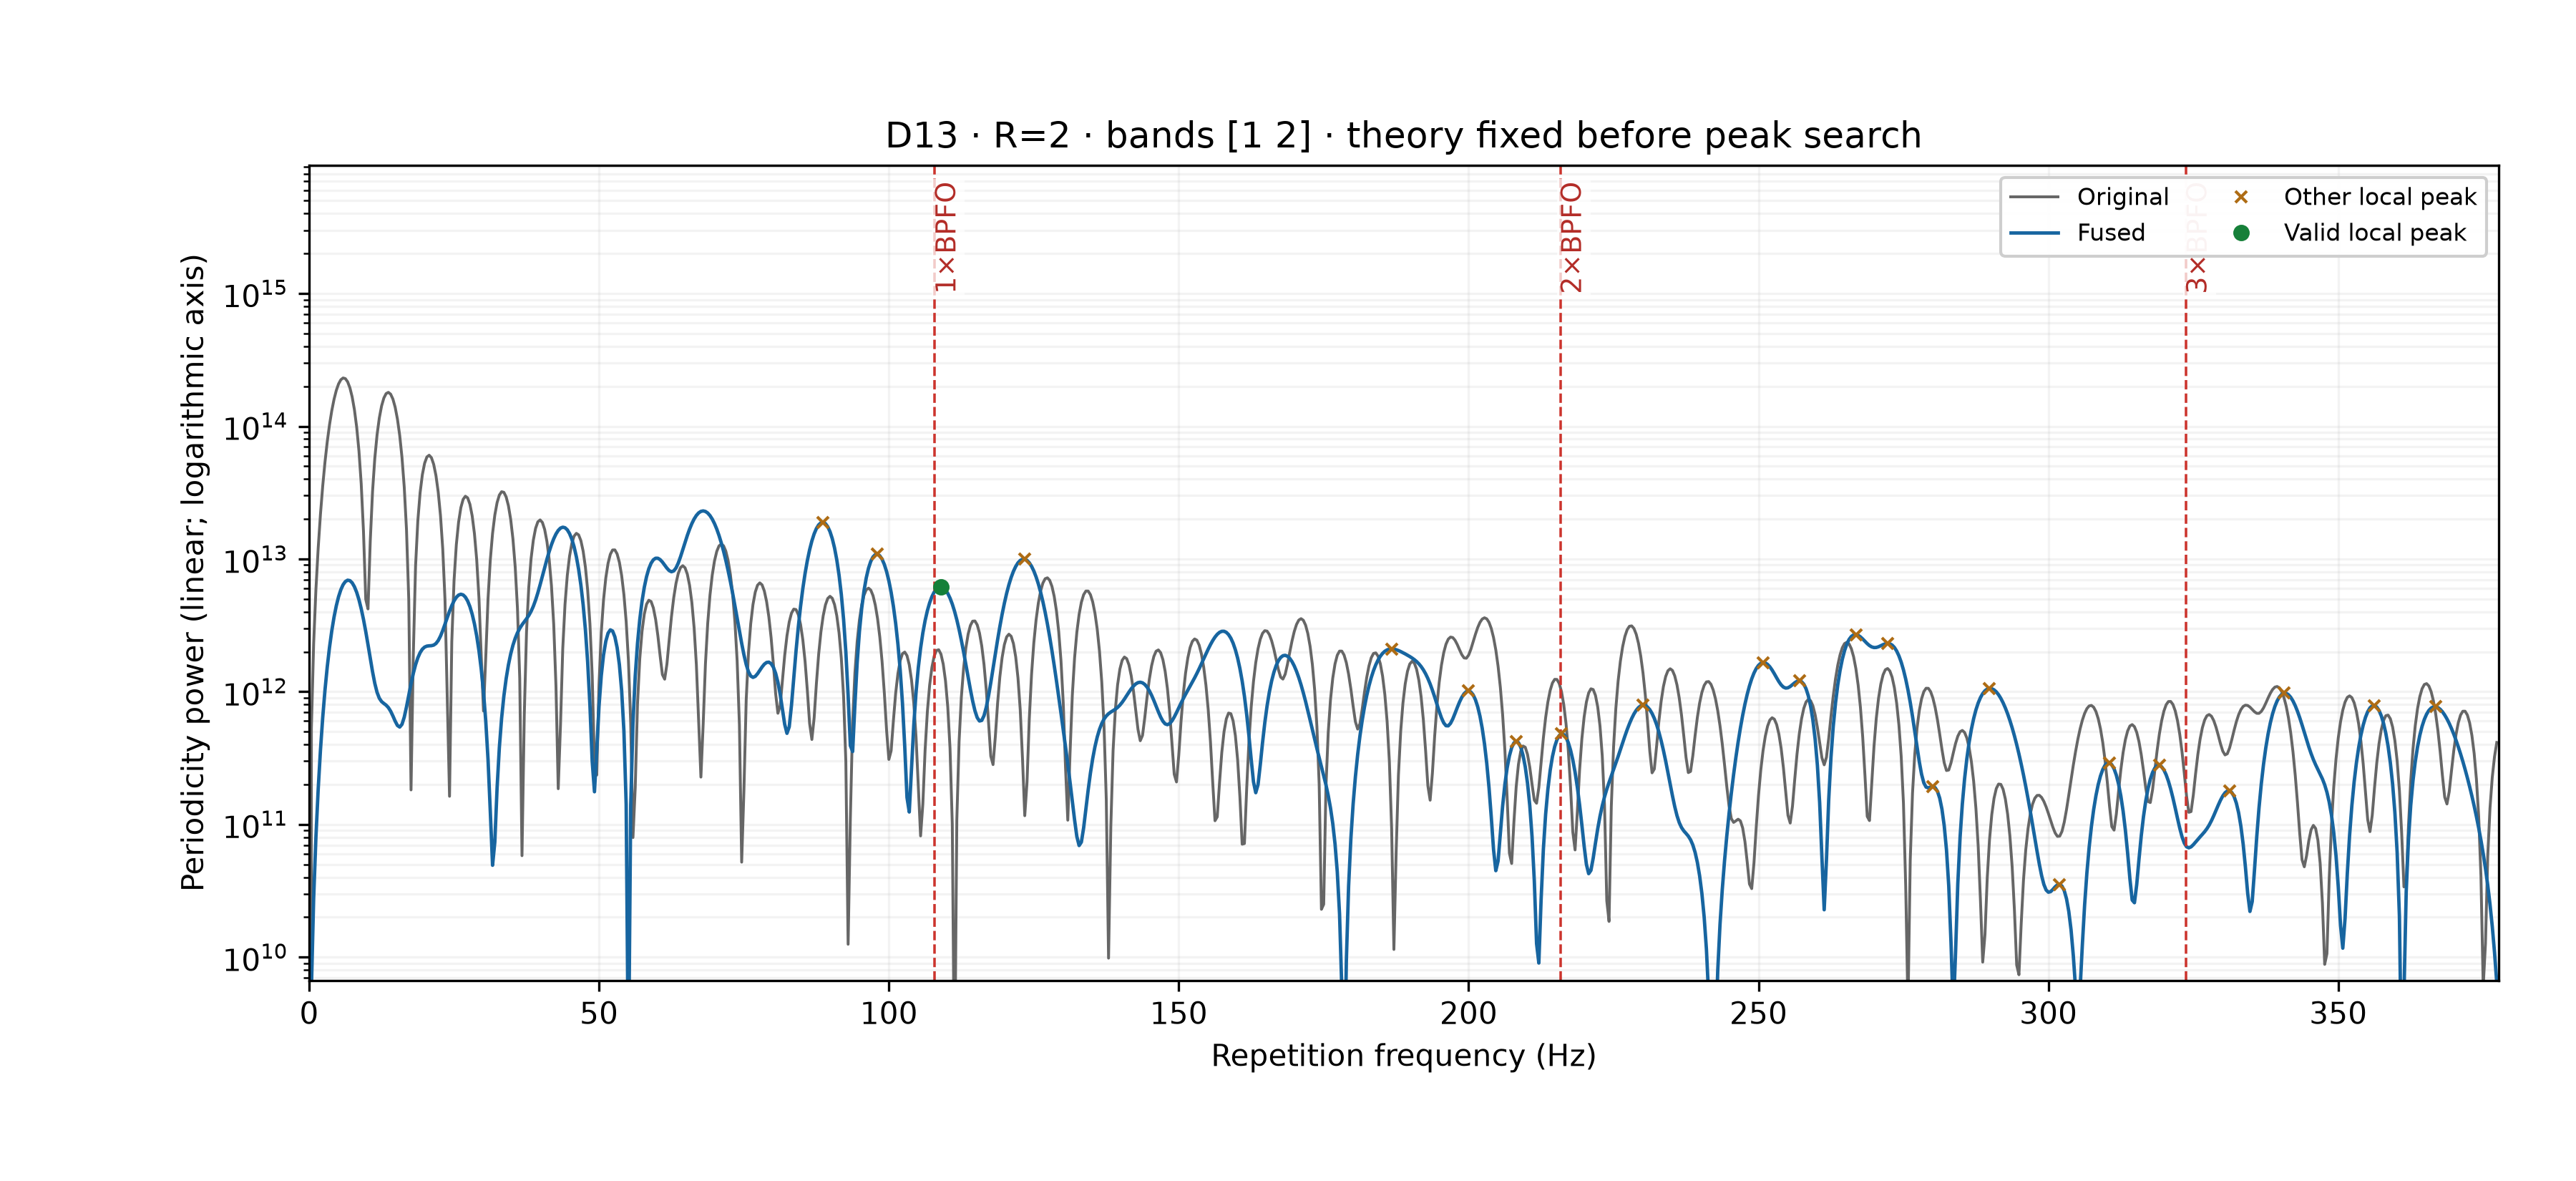 D13 · R=2 · bands [1 2] · theory fixed before peak search
1×BPFO
2×BPFO
3×BPFO
Original
Fused
Other local peak
Valid local peak
Periodicity power (linear; logarithmic axis)
10¹⁵
10¹⁴
10¹³
10¹²
10¹¹
10¹⁰
0 50 100 150 200 250 300 350
Repetition frequency (Hz)